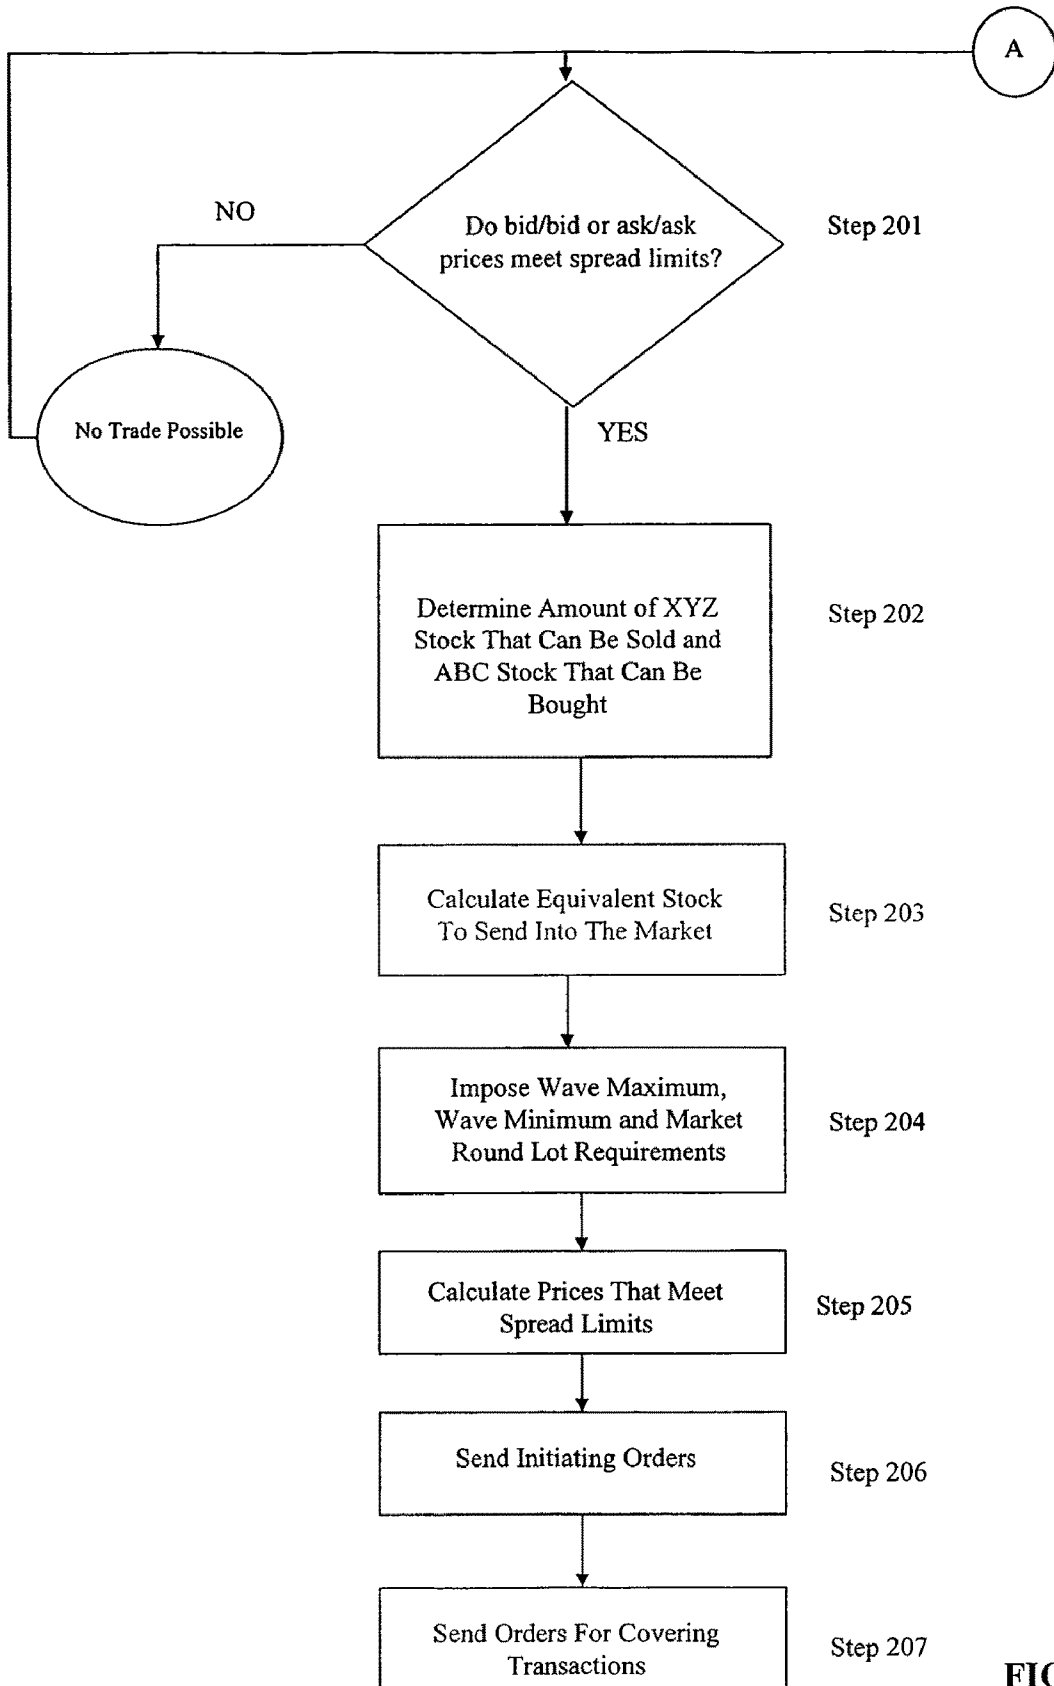 A
NO
Do bid/bid or ask/ask
prices meet spread limits?
Step 201
No Trade Possible
YES
Determine Amount of XYZ
Stock That Can Be Sold and
ABC Stock That Can Be
Bought
Step 202
Calculate Equivalent Stock
To Send Into The Market
Step 203
Impose Wave Maximum,
Wave Minimum and Market
Round Lot Requirements
Step 204
Calculate Prices That Meet
Spread Limits
Step 205
Send Initiating Orders
Step 206
Send Orders For Covering
Transactions
Step 207
FIG